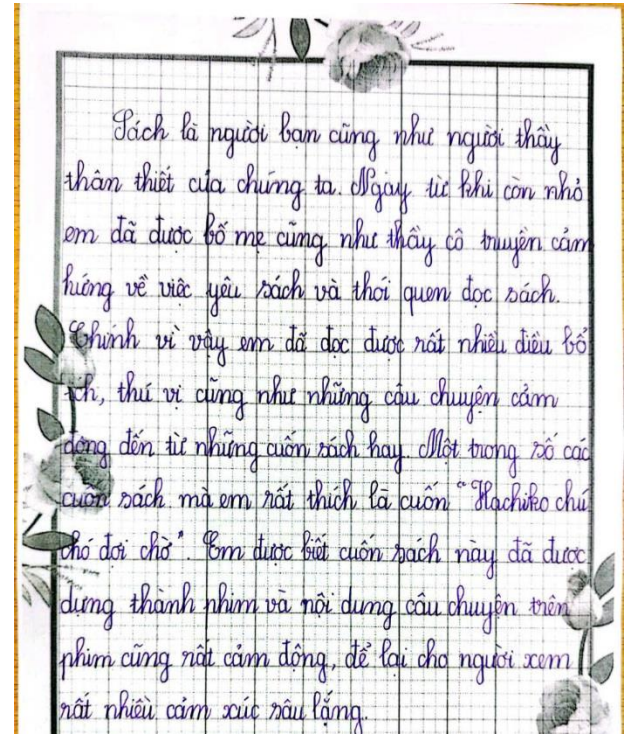 Sách là người bạn cũng như người thầy
thân thiết của chúng ta. Ngay từ khi còn nhỏ
em đã được bố mẹ cũng như thầy cô truyền cảm
hứng về việc yêu sách và thói quen đọc sách.
Chính vì vậy em đã đọc được rất nhiều điều bổ
ích, thú vị cũng như những câu chuyện cảm
động đến từ những cuốn sách hay. Một trong số các
cuốn sách mà em rất thích là cuốn "Hachiko chú
chó đợi chờ". Em được biết cuốn sách này đã được
dựng thành phim và nội dung câu chuyện trên
phim cũng rất cảm động, để lại cho người xem
rất nhiều cảm xúc sâu lắng.